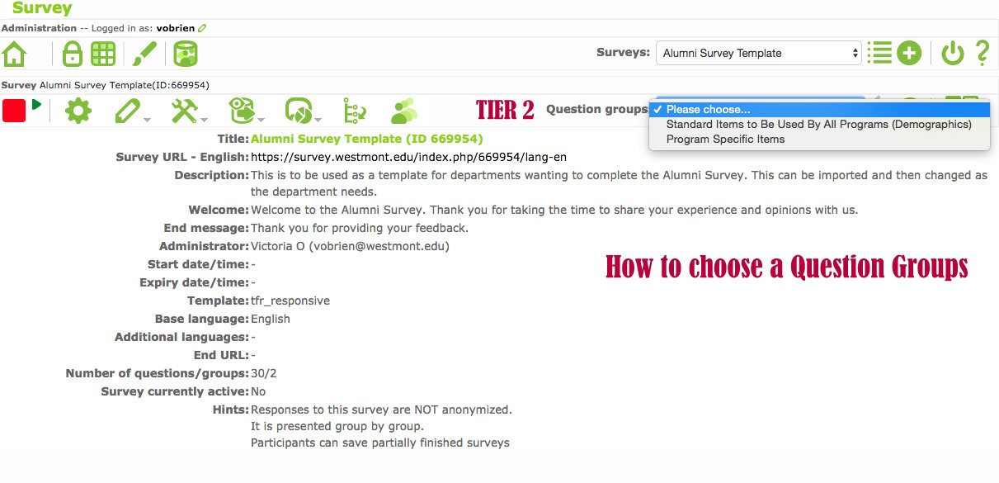 Survey
Administration -- Logged in as: vobrien
Surveys: Alumni Survey Template
Survey Alumni Survey Template(ID:669954)
TIER 2 Question groups: Please choose...
Standard Items to Be Used By All Programs (Demographics)
Program Specific Items
Title: Alumni Survey Template (ID 669954)
Survey URL - English: https://survey.westmont.edu/index.php/669954/lang-en
Description: This is to be used as a template for departments wanting to complete the Alumni Survey. This can be imported and then changed as
the department needs.
Welcome: Welcome to the Alumni Survey. Thank you for taking the time to share your experience and opinions with us.
End message: Thank you for providing your feedback.
Administrator: Victoria O (vobrien@westmont.edu)
Start date/time: -
How to choose a Question Groups
Expiry date/time: -
Template: tfr_responsive
Base language: English
Additional languages: -
End URL: -
Number of questions/groups: 30/2
Survey currently active: No
Hints: Responses to this survey are NOT anonymized.
It is presented group by group.
Participants can save partially finished surveys